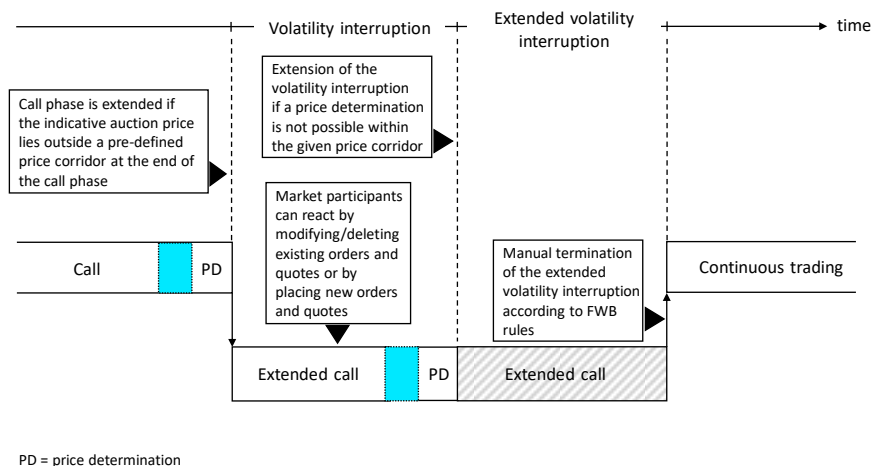 Extended volatility
interruption
Volatility interruption
time
Extension of the
volatility interruption
if a price determination
is not possible within
the given price corridor
Call phase is extended if
the indicative auction price
lies outside a pre-defined
price corridor at the end of
the call phase
Market participants
can react by
modifying/deleting
existing orders and
quotes or by
placing new orders
and quotes
Manual termination
of the extended
volatility interruption
according to FWB
rules
Call
PD
Continuous trading
Extended call
PD
Extended call
PD = price determination